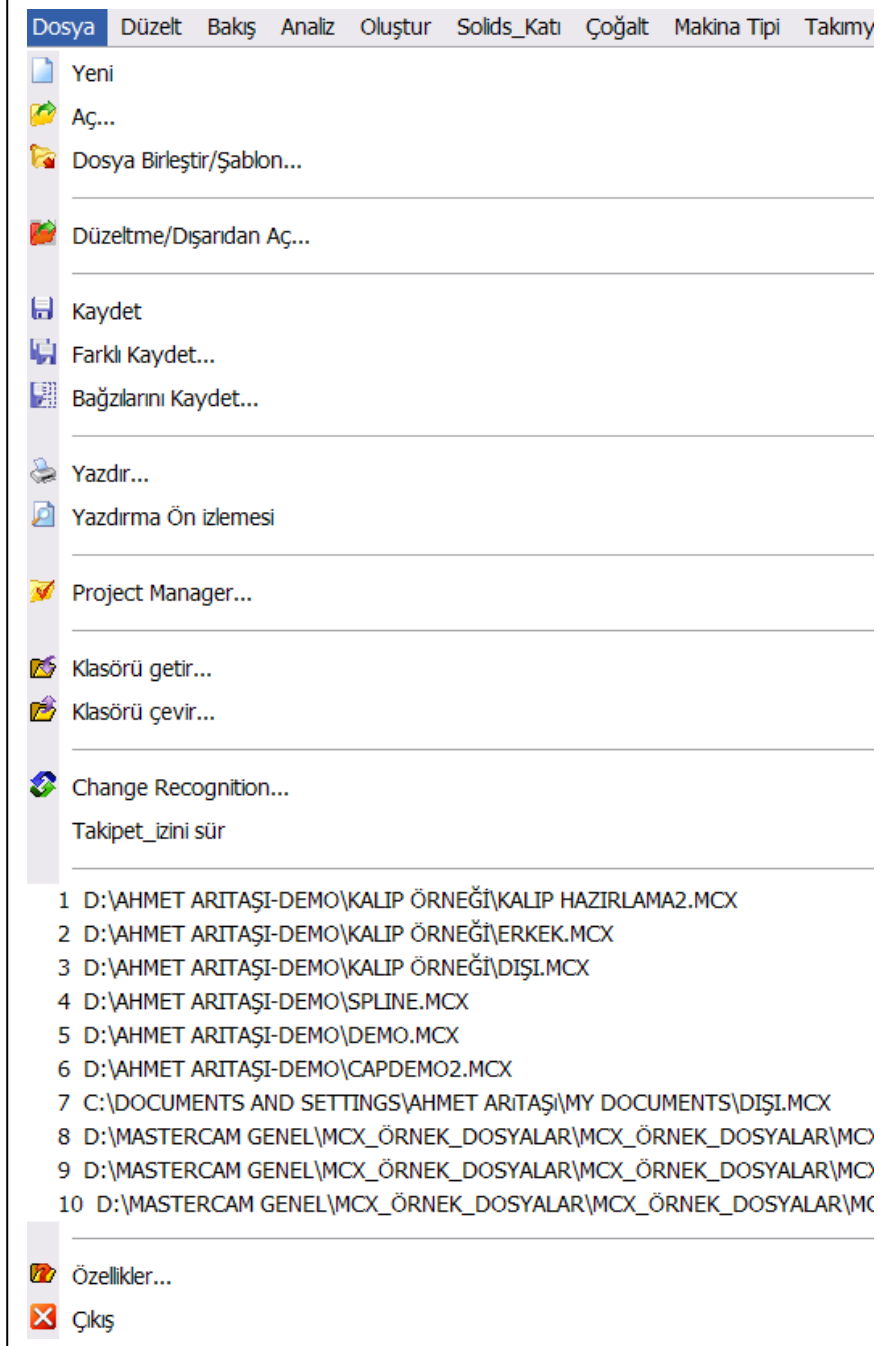 Dosya Düzelt Bakış Analiz Oluştur Solids_Katı Çoğalt Makina Tipi Takımy
Yeni
Aç...
Dosya Birleştir/Şablon...
Düzeltme/Dışarıdan Aç...
Kaydet
Farklı Kaydet...
Bağzılarını Kaydet...
Yazdır...
Yazdırma Ön izlemesi
Project Manager...
Klasörü getir...
Klasörü çevir...
Change Recognition...
Takipet_izini sür
1 D:\AHMET ARITAŞI-DEMO\KALIP ÖRNEĞİ\KALIP HAZIRLAMA2.MCX
2 D:\AHMET ARITAŞI-DEMO\KALIP ÖRNEĞİ\ERKEK.MCX
3 D:\AHMET ARITAŞI-DEMO\KALIP ÖRNEĞİ\DIŞI.MCX
4 D:\AHMET ARITAŞI-DEMO\SPLINE.MCX
5 D:\AHMET ARITAŞI-DEMO\DEMO.MCX
6 D:\AHMET ARITAŞI-DEMO\CAPDEMO2.MCX
7 C:\DOCUMENTS AND SETTINGS\AHMET ARıTAŞı\MY DOCUMENTS\DIŞI.MCX
8 D:\MASTERCAM GENEL\MCX_ÖRNEK_DOSYALAR\MCX_ÖRNEK_DOSYALAR\MCX
9 D:\MASTERCAM GENEL\MCX_ÖRNEK_DOSYALAR\MCX_ÖRNEK_DOSYALAR\MCX
10 D:\MASTERCAM GENEL\MCX_ÖRNEK_DOSYALAR\MCX_ÖRNEK_DOSYALAR\MC
Özellikler...
Çıkış